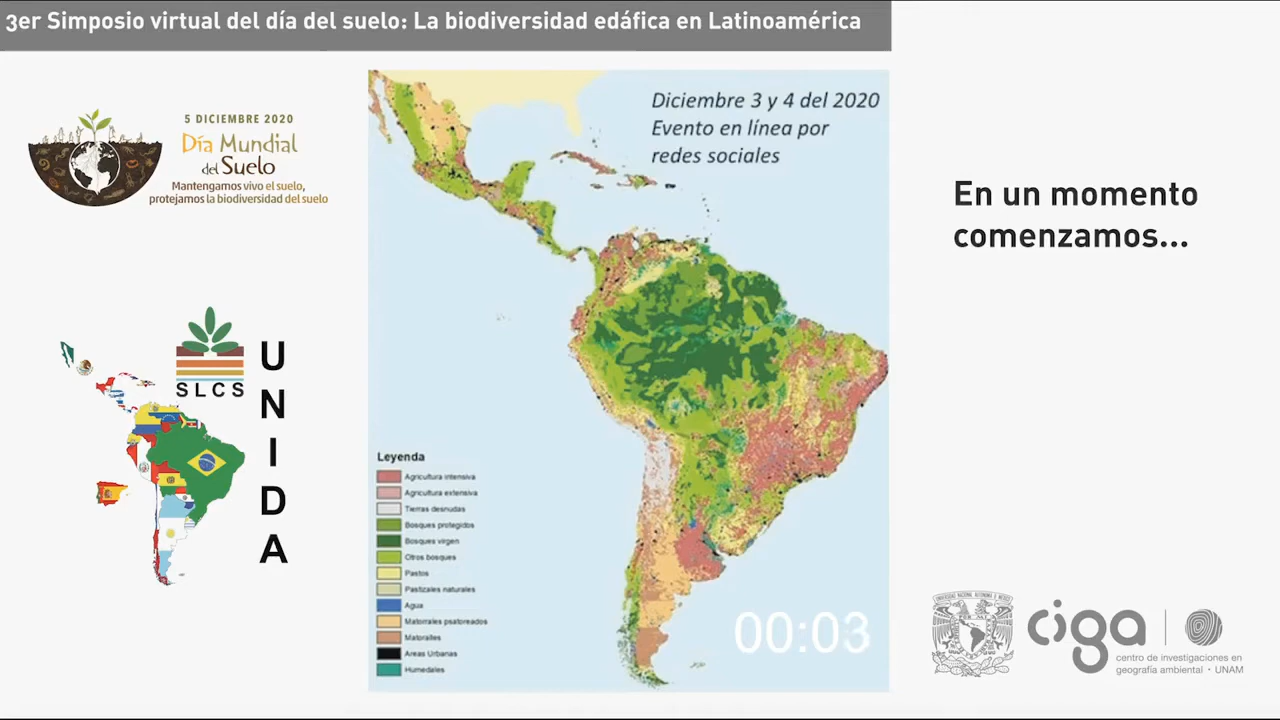 3er Simposio virtual del día del suelo: La biodiversidad edáfica en Latinoamérica
5 DICIEMBRE 2020
Día Mundial
del Suelo
Mantengamos vivo el suelo,
protejamos la biodiversidad del suelo
Diciembre 3 y 4 del 2020
Evento en línea por
redes sociales
En un momento
comenzamos...
SLCS
U
N
I
D
A
Leyenda
Agricultura intensiva
Agricultura extensiva
Tierras desnudas
Bosques protegidos
Bosques virgen
Otros bosques
Pastos
Pastizales naturales
Agua
Matorrales psatoreados
Matoralles
Areas Urbanas
Humedales
00:0
ciga
centro de investigaciones en
geografía ambiental • UNAM